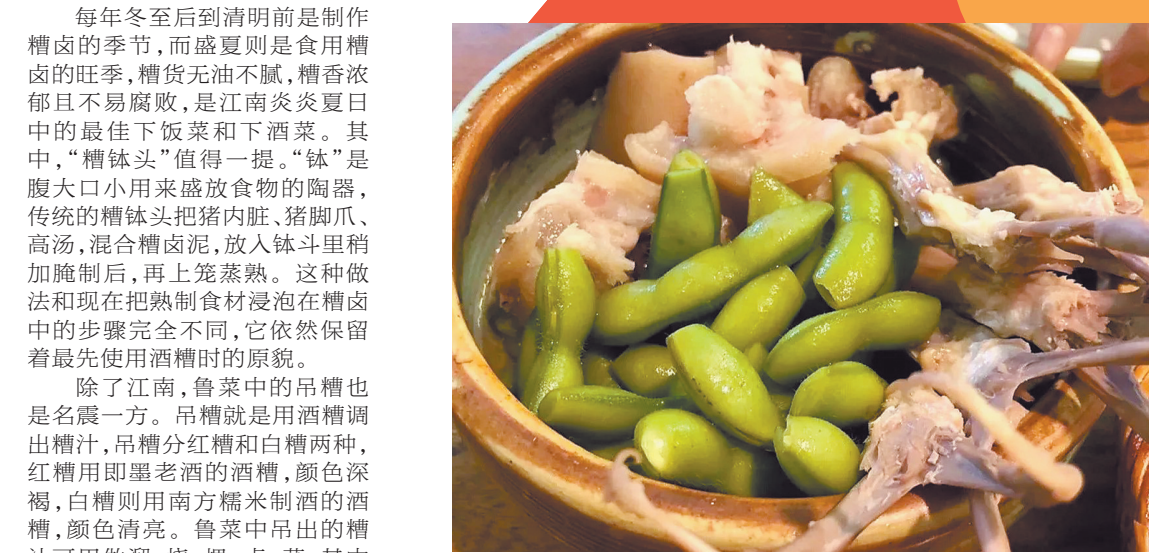 每年冬至后到清明前是制作
糟卤的季节,而盛夏则是食用糟
卤的旺季,糟货无油不腻,糟香浓
郁且不易腐败,是江南炎炎夏日
中的最佳下饭菜和下酒菜。其
中,“糟钵头”值得一提。“钵”是
腹大口小用来盛放食物的陶器,
传统的糟钵头把猪内脏、猪脚爪、
高汤,混合糟卤泥,放入钵斗里稍
加腌制后,再上笼蒸熟。这种做
法和现在把熟制食材浸泡在糟卤
中的步骤完全不同,它依然保留
着最先使用酒糟时的原貌。
除了江南,鲁菜中的吊糟也
是名震一方。吊糟就是用酒糟调
出糟汁,吊糟分红糟和白糟两种,
红糟用即墨老酒的酒糟,颜色深
褐,白糟则用南方糯米制酒的酒
糟,颜色清亮。鲁菜中吊出的糟